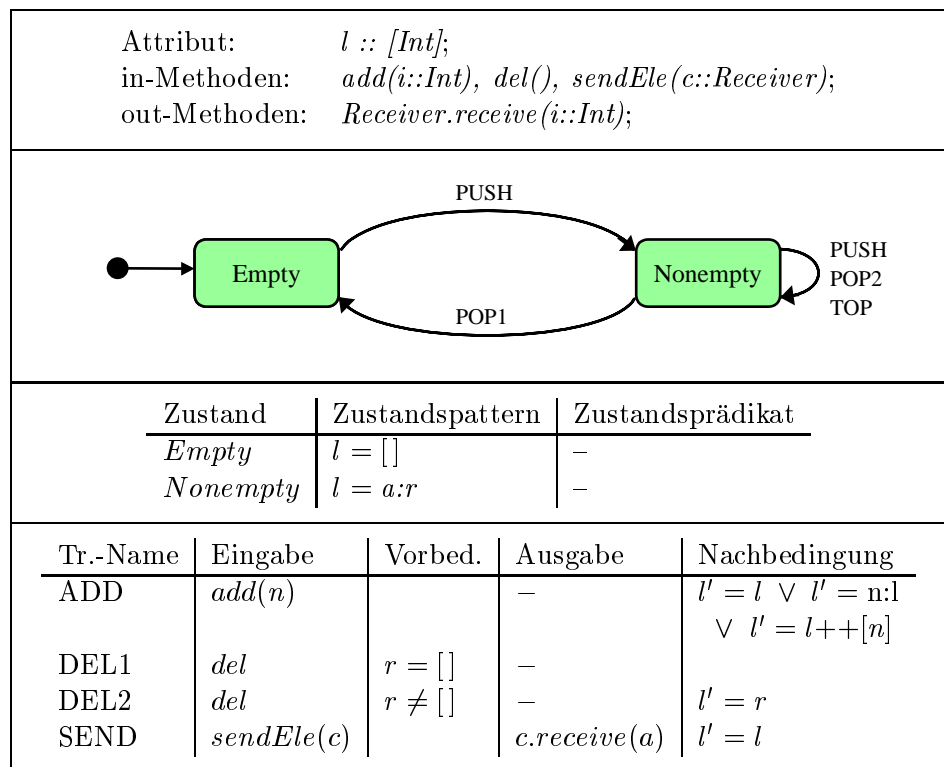 Attribut: l :: [Int];
in-Methoden: add(i::Int), del(), sendEle(c::Receiver);
out-Methoden: Receiver.receive(i::Int);
PUSH
Empty
Nonempty
PUSH
POP2
TOP
POP1
Zustand Zustandspattern Zustandsprädikat
Empty l = [] –
Nonempty l = a:r –
Tr.-Name Eingabe Vorbed. Ausgabe Nachbedingung
ADD add(n) – l′ = l ∨ l′ = n:l
∨ l′ = l++[n]
DEL1 del r = [] –
DEL2 del r ≠ [] – l′ = r
SEND sendEle(c) c.receive(a) l′ = l